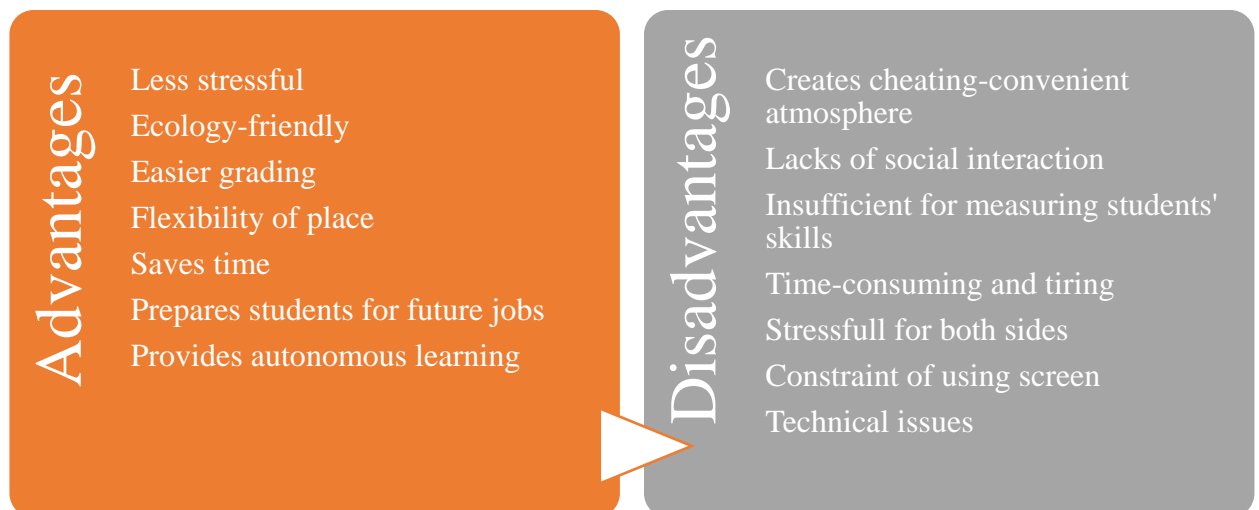 Advantages
Less stressful
Ecology-friendly
Easier grading
Flexibility of place
Saves time
Prepares students for future jobs
Provides autonomous learning
Disadvantages
Creates cheating-convenient
atmosphere
Lacks of social interaction
Insufficient for measuring students'
skills
Time-consuming and tiring
Stressfull for both sides
Constraint of using screen
Technical issues